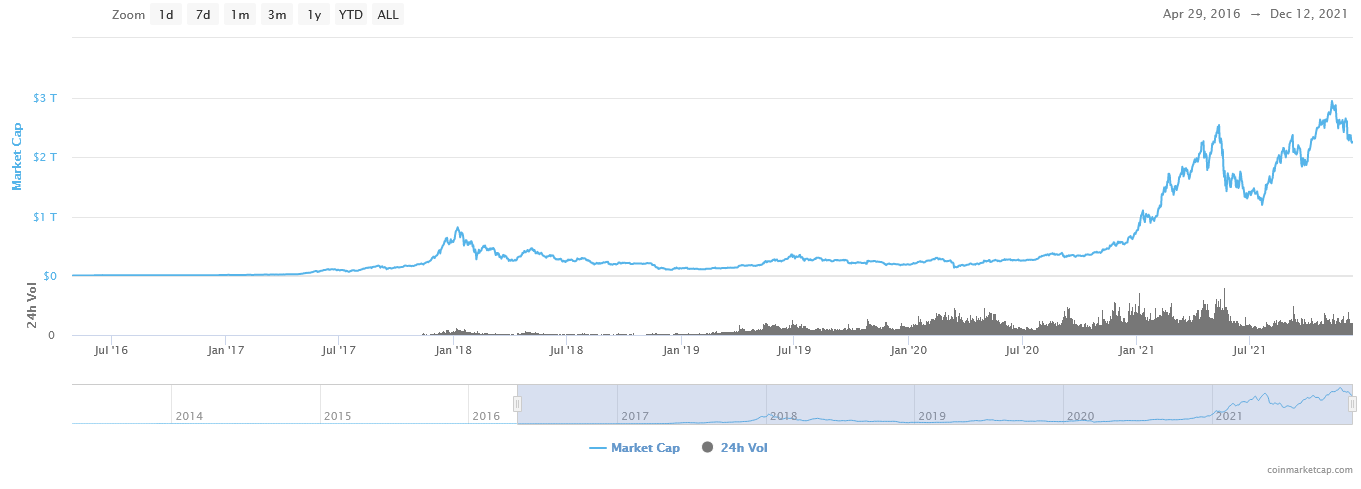 Zoom 1d 7d 1m 3m 1y YTD ALL Apr 29, 2016 → Dec 12, 2021
$3 T
$2 T
Market Cap
$1 T
$0
24h Vol
0
Jul '16 Jan '17 Jul '17 Jan '18 Jul '18 Jan '19 Jul '19 Jan '20 Jul '20 Jan '21 Jul '21
2014 2015 2016 2017 2018 2019 2020 2021
Market Cap 24h Vol
coinmarketcap.com